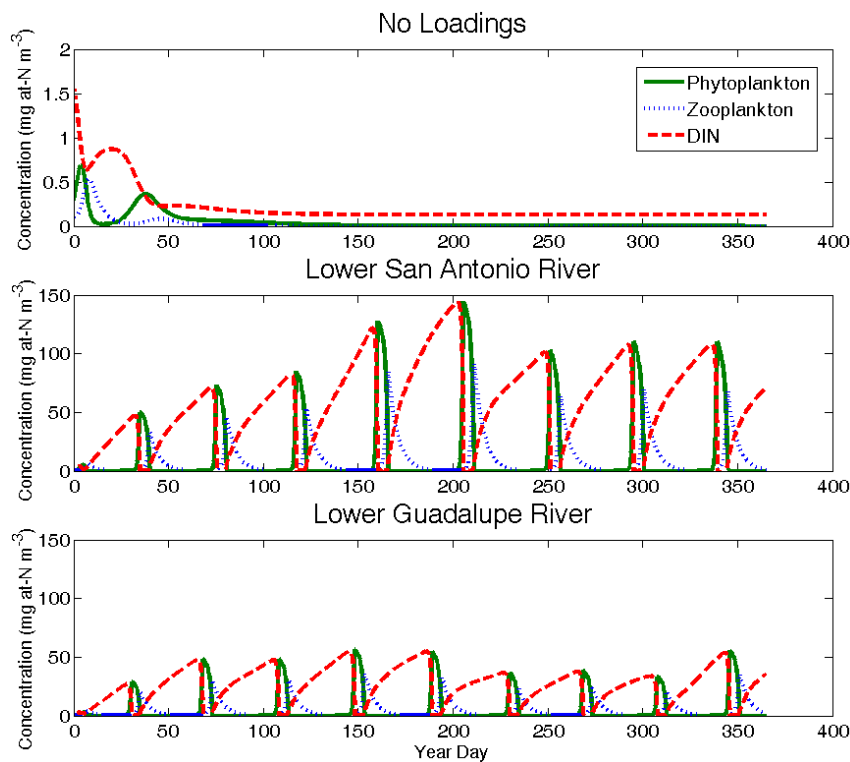 No Loadings
Concentration (mg at-N m⁻³)
2
1.5
1
0.5
0
Phytoplankton
Zooplankton
DIN
0 50 100 150 200 250 300 350 400
Lower San Antonio River
Concentration (mg at-N m⁻³)
150
100
50
0
0 50 100 150 200 250 300 350 400
Lower Guadalupe River
Concentration (mg at-N m⁻³)
150
100
50
0
0 50 100 150 200 250 300 350 400
Year Day